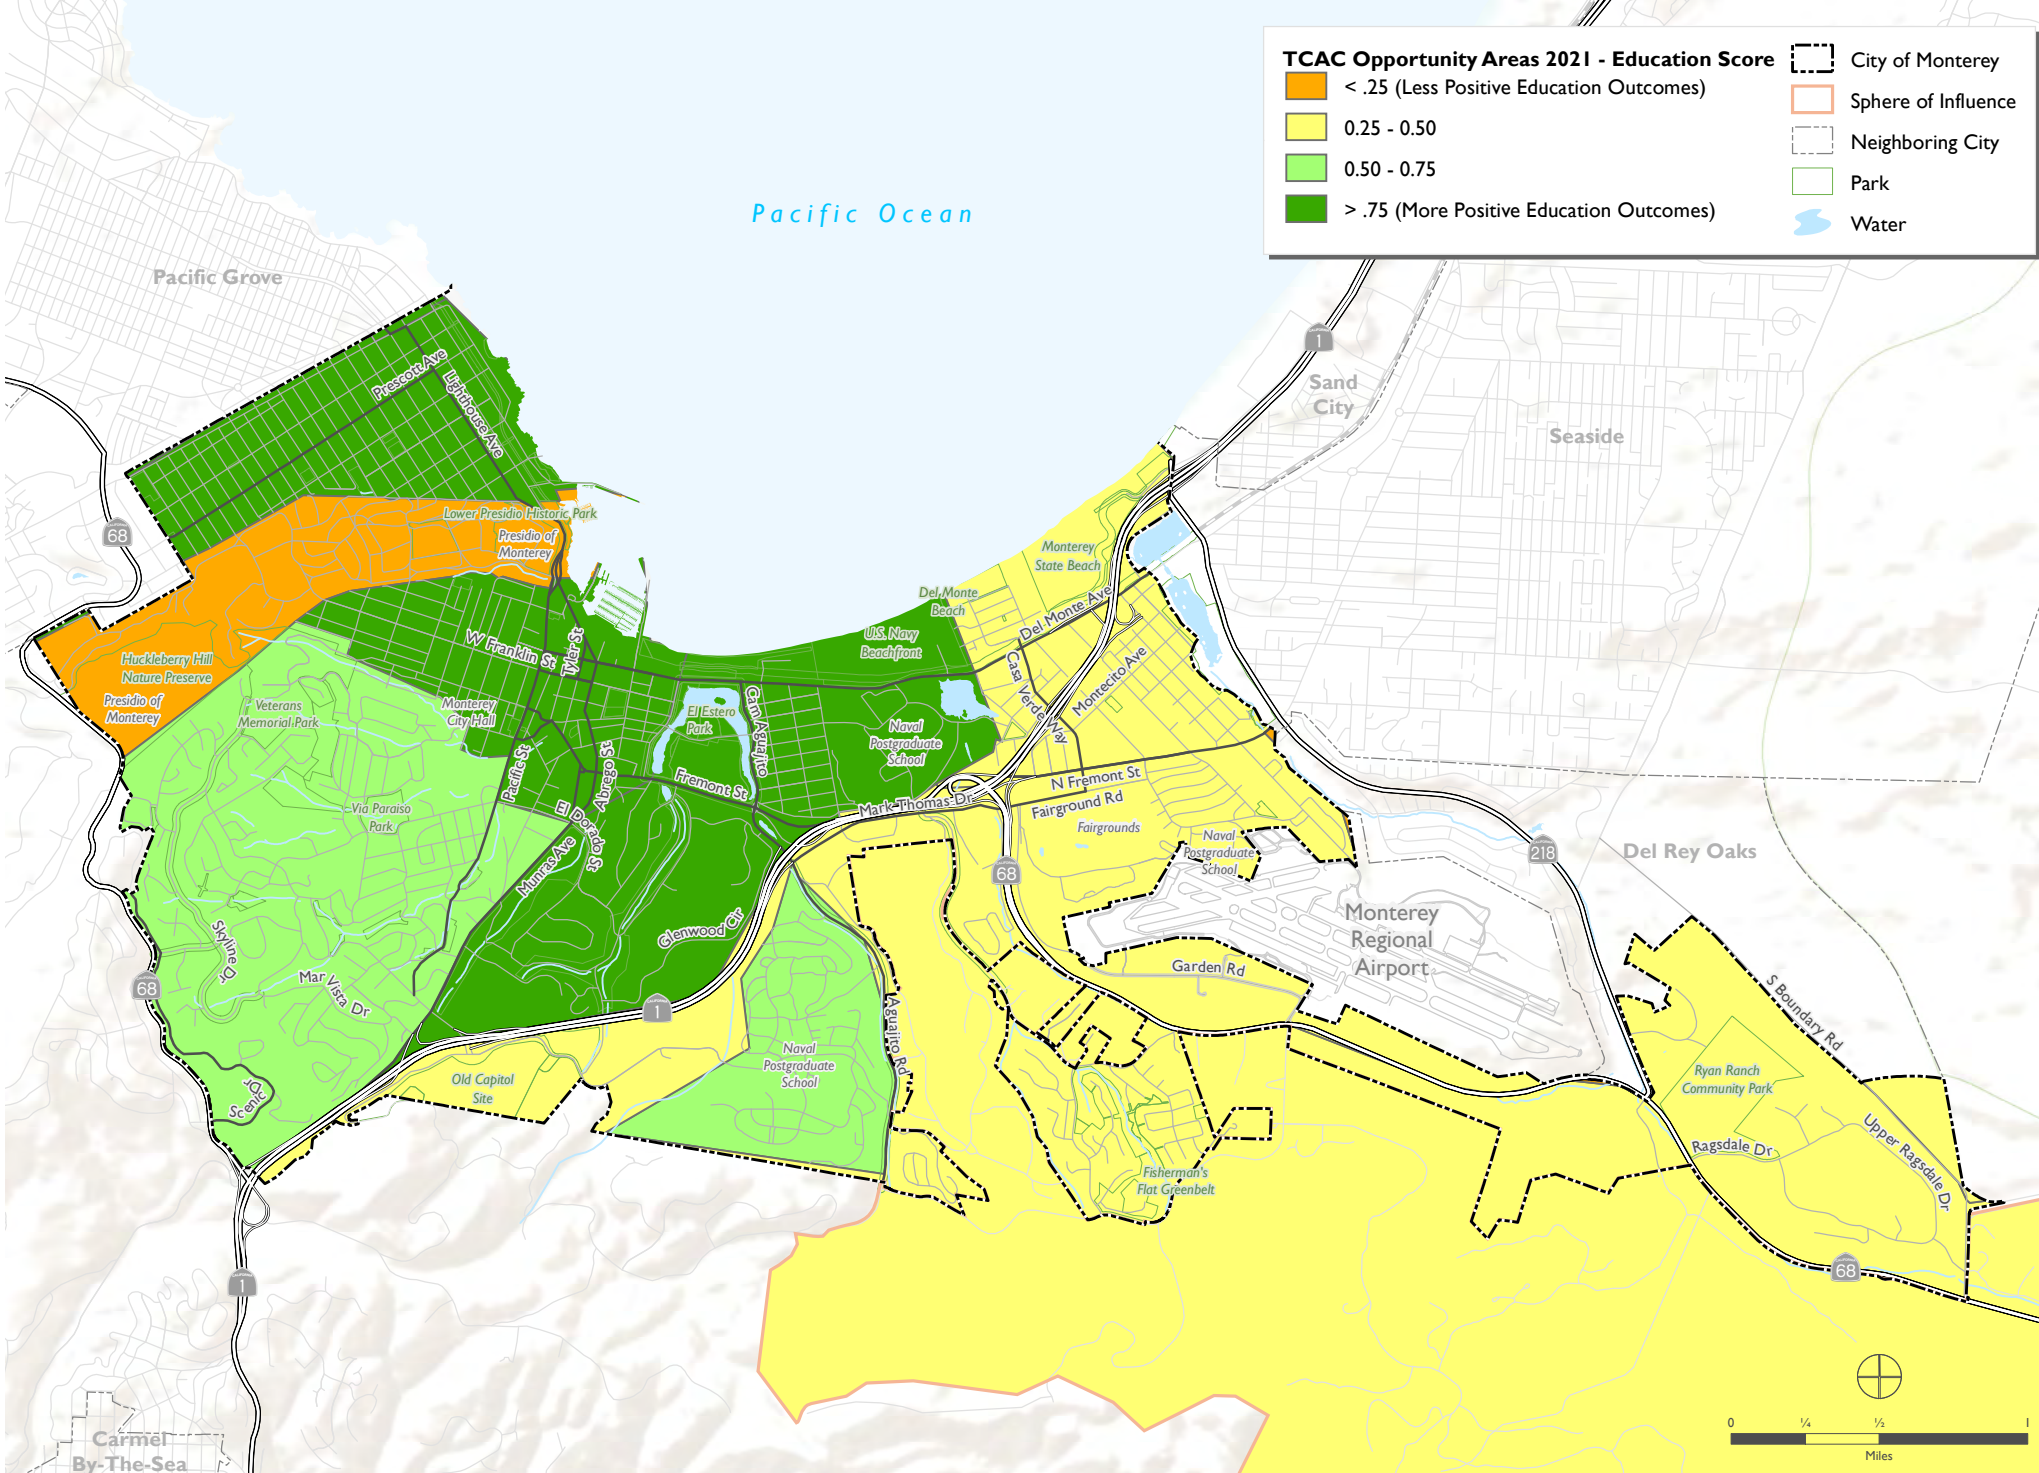 TCAC Opportunity Areas 2021 - Education Score
< .25 (Less Positive Education Outcomes)
0.25 - 0.50
0.50 - 0.75
> .75 (More Positive Education Outcomes)
City of Monterey
Sphere of Influence
Neighboring City
Park
Water
Pacific Ocean
Pacific Grove
1
Sand
City
Seaside
Prescott Ave
Lighthouse Ave
68
Lower Presidio Historic Park
Presidio of
Monterey
Monterey
State Beach
Del Monte
Beach
Del Monte Ave
U.S. Navy
Beachfront
W Franklin St
Tyler St
Huckleberry Hill
Nature Preserve
Presidio of
Monterey
Veterans
Memorial Park
Monterey
City Hall
El Estero
Park
Cam Aguajito
Casa Verde Way
Montecito Ave
Naval
Postgraduate
School
Pacific St
Abrego St
Fremont St
N Fremont St
Mark Thomas Dr
Fairground Rd
Fairgrounds
Via Paraiso
Park
El Dorado St
Munras Ave
Naval
Postgraduate
School
218
Del Rey Oaks
68
Monterey
Regional
Airport
Glenwood Cir
Skyline Dr
Mar Vista Dr
68
Garden Rd
S Boundary Rd
1
Aguajito Rd
Naval
Postgraduate
School
Old Capitol
Site
Scenic Dr
Ryan Ranch
Community Park
Ragsdale Dr
Upper Ragsdale Dr
Fisherman's
Flat Greenbelt
68
1
Carmel
By-The-Sea
0 1/4 1/2 1
Miles